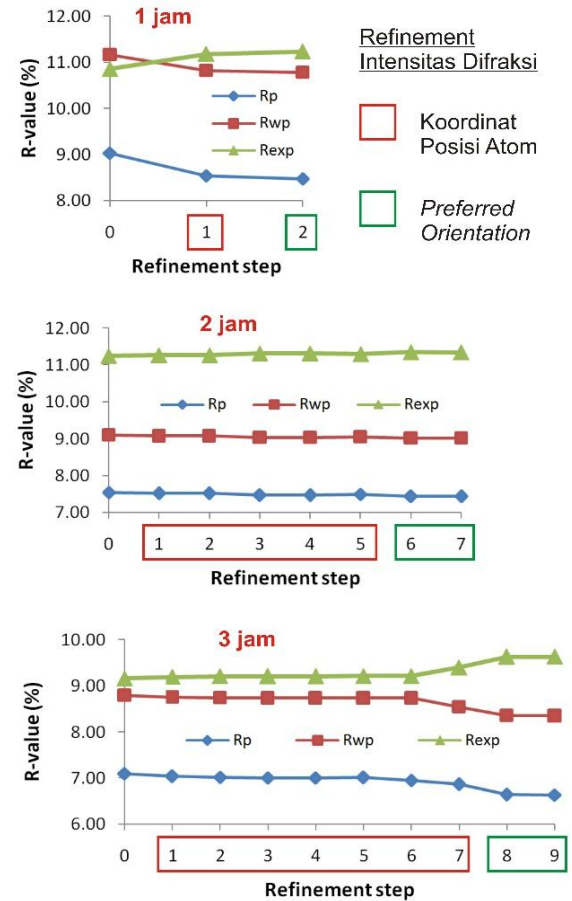 1 jam
12.00
11.00
10.00
9.00
8.00
R-value (%)
Rp
Rwp
Rexp
0 1 2
Refinement step
Refinement
Intensitas Difraksi
Koordinat
Posisi Atom
Preferred
Orientation
2 jam
12.00
11.00
10.00
9.00
8.00
7.00
R-value (%)
Rp Rwp Rexp
0 1 2 3 4 5 6 7
Refinement step
3 jam
10.00
9.00
8.00
7.00
6.00
R-value (%)
Rp Rwp Rexp
0 1 2 3 4 5 6 7 8 9
Refinement step